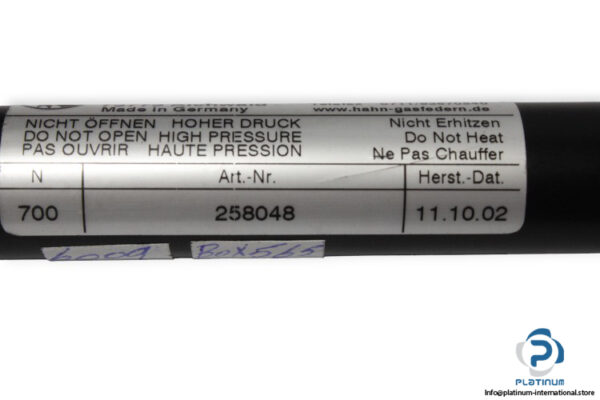 Made in Germany
www.hahn-gasfedern.de
NICHT ÖFFNEN HOHER DRUCK
DO NOT OPEN HIGH PRESSURE
PAS OUVRIR HAUTE PRESSION
Nicht Erhitzen
Do Not Heat
Ne Pas Chauffer
N Art.-Nr. Herst.-Dat.
700 258048 11.10.02
BOX565
PLATINUM
Info@platinum-international.store